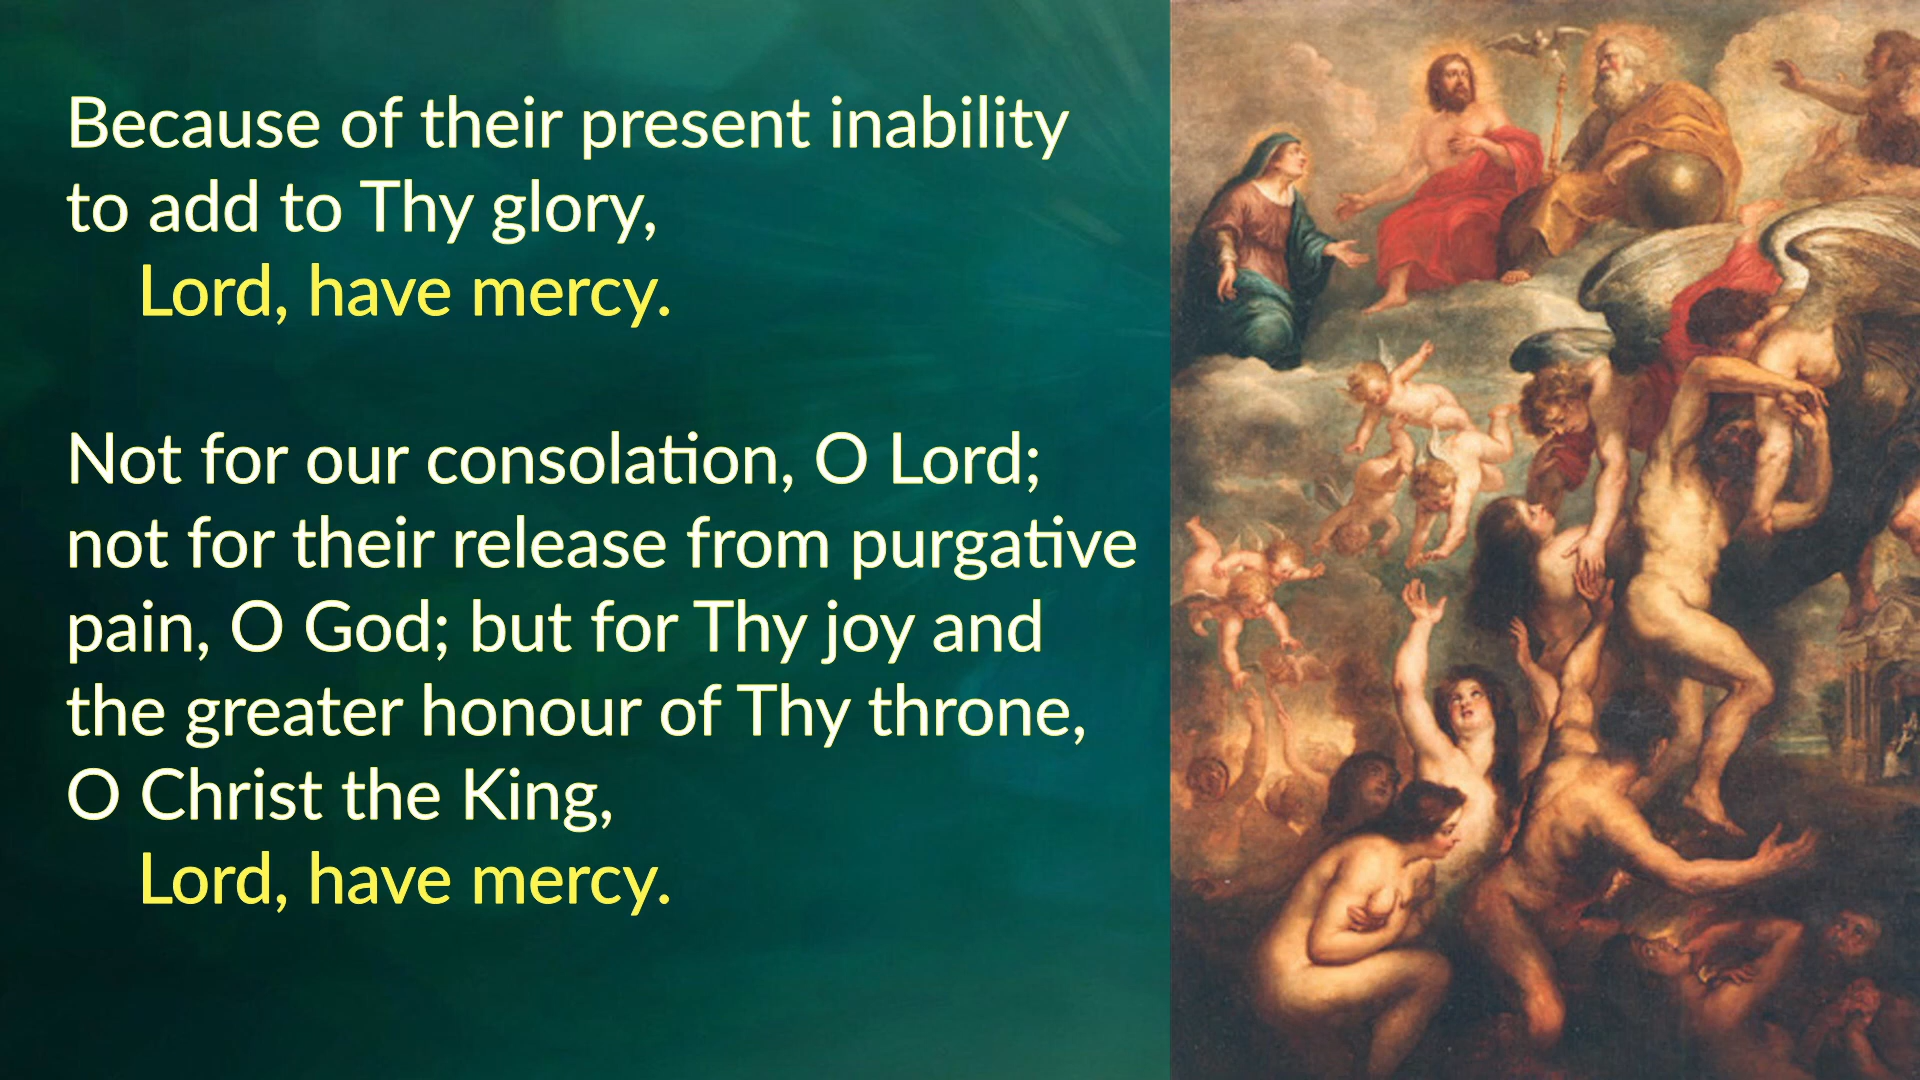 Because of their present inability
to add to Thy glory,
Lord, have mercy.
Not for our consolation, O Lord;
not for their release from purgative
pain, O God; but for Thy joy and
the greater honour of Thy throne,
O Christ the King,
Lord, have mercy.